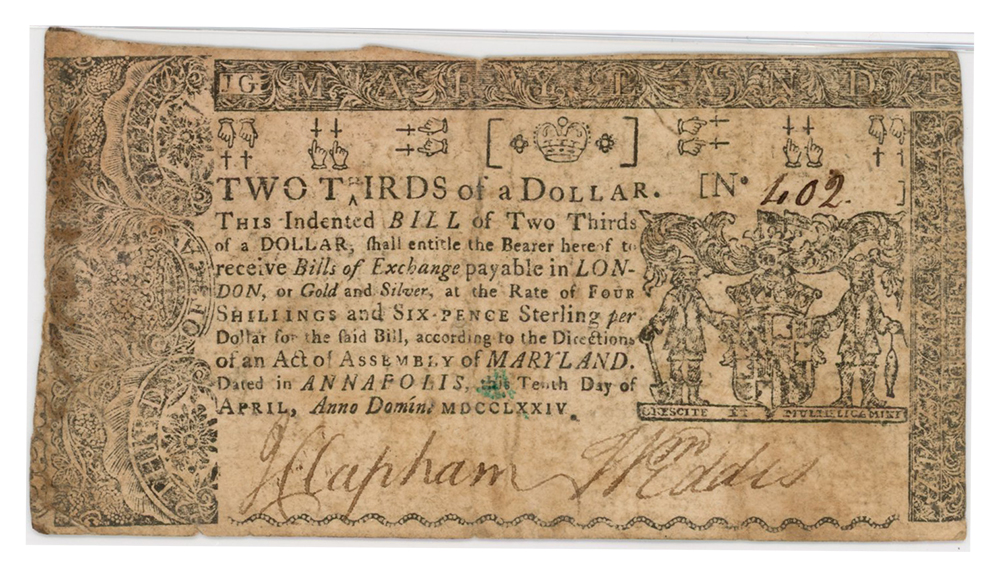 IG MARYLAND
TWO THIRDS of a DOLLAR. [No. 402.]
THIS Indented BILL of Two Thirds
of a DOLLAR, ſhall entitle the Bearer hereof to
receive Bills of Exchange payable in LON-
DON, or Gold and Silver, at the Rate of FOUR
SHILLINGS and SIX-PENCE Sterling per
Dollar for the ſaid Bill, according to the Directions
of an Act of ASSEMBLY of MARYLAND.
Dated in ANNAPOLIS, this Tenth Day of
APRIL, Anno Domini MDCCLXXIV.
CRESCITE ET MULTIPLICAMINI
J Clapham Wm Eddis